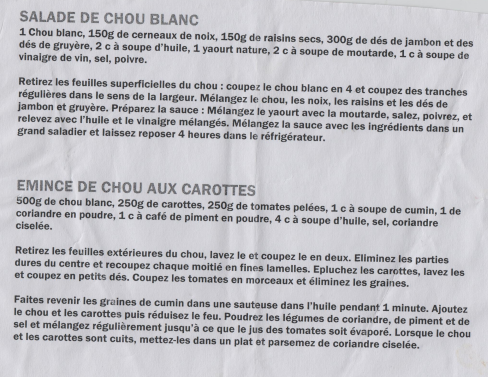 SALADE DE CHOU BLANC
1 Chou blanc, 150g de cerneaux de noix, 150g de raisins secs, 300g de dés de jambon et des
dés de gruyère, 2 c à soupe d'huile, 1 yaourt nature, 2 c à soupe de moutarde, 1 c à soupe de
vinaigre de vin, sel, poivre.
Retirez les feuilles superficielles du chou : coupez le chou blanc en 4 et coupez des tranches
régulières dans le sens de la largeur. Mélangez le chou, les noix, les raisins et les dés de
jambon et gruyère. Préparez la sauce : Mélangez le yaourt avec la moutarde, salez, poivrez, et
relevez avec l'huile et le vinaigre mélangés. Mélangez la sauce avec les ingrédients dans un
grand saladier et laissez reposer 4 heures dans le réfrigérateur.
EMINCE DE CHOU AUX CAROTTES
500g de chou blanc, 250g de carottes, 250g de tomates pelées, 1 c à soupe de cumin, 1 de
coriandre en poudre, 1 c à café de piment en poudre, 4 c à soupe d'huile, sel, coriandre
ciselée.
Retirez les feuilles extérieures du chou, lavez le et coupez le en deux. Eliminez les parties
dures du centre et recoupez chaque moitié en fines lamelles. Epluchez les carottes, lavez les
et coupez en petits dés. Coupez les tomates en morceaux et éliminez les graines.
Faites revenir les graines de cumin dans une sauteuse dans l'huile pendant 1 minute. Ajoutez
le chou et les carottes puis réduisez le feu. Poudrez les légumes de coriandre, de piment et de
sel et mélangez régulièrement jusqu'à ce que le jus des tomates soit évaporé. Lorsque le chou
et les carottes sont cuits, mettez-les dans un plat et parsemez de coriandre ciselée.